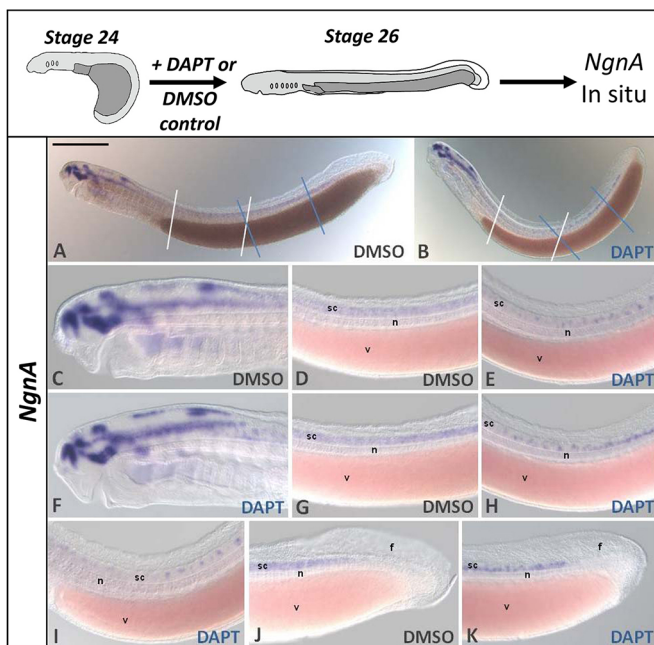 Stage 24
+ DAPT or
DMSO
control
Stage 26
NgnA
In situ
NgnA
A
DMSO
B
DAPT
C
DMSO
sc
n
v
D
DMSO
sc
n
v
E
DAPT
F
DAPT
sc
n
v
G
DMSO
sc
n
v
H
DAPT
n
sc
v
I
DAPT
f
sc
n
v
J
DMSO
f
sc
n
v
K
DAPT